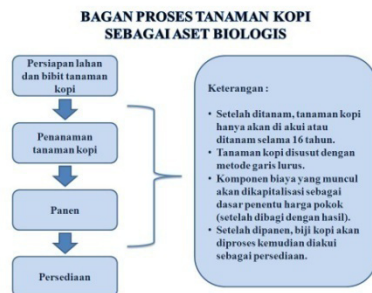 BAGAN PROSES TANAMAN KOPI
SEBAGAI ASET BIOLOGIS
Persiapan lahan
dan bibit tanaman
kopi
Penanaman
tanaman kopi
Panen
Persediaan
Keterangan :
• Setelah ditanam, tanaman kopi
hanya akan di akui atau
ditanam selama 16 tahun.
• Tanaman kopi disusut dengan
metode garis lurus.
• Komponen biaya yang muncul
akan dikapitalisasi sebagai
dasar penentu harga pokok
(setelah dibagi dengan hasil).
• Setelah dipanen, biji kopi akan
diproses kemudian diakui
sebagai persediaan.